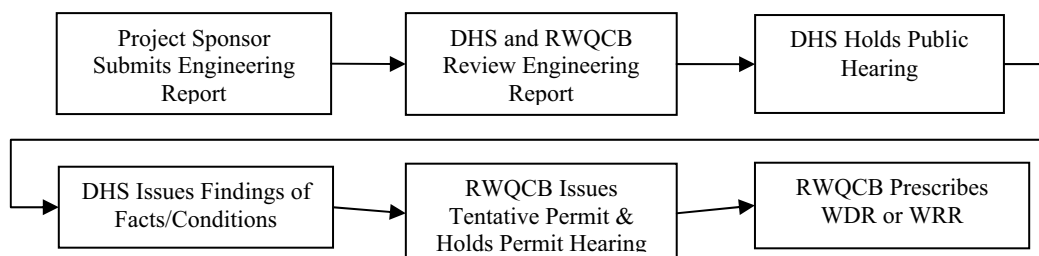 Project Sponsor
Submits Engineering
Report
DHS and RWQCB
Review Engineering
Report
DHS Holds Public
Hearing
DHS Issues Findings of
Facts/Conditions
RWQCB Issues
Tentative Permit &
Holds Permit Hearing
RWQCB Prescribes
WDR or WRR